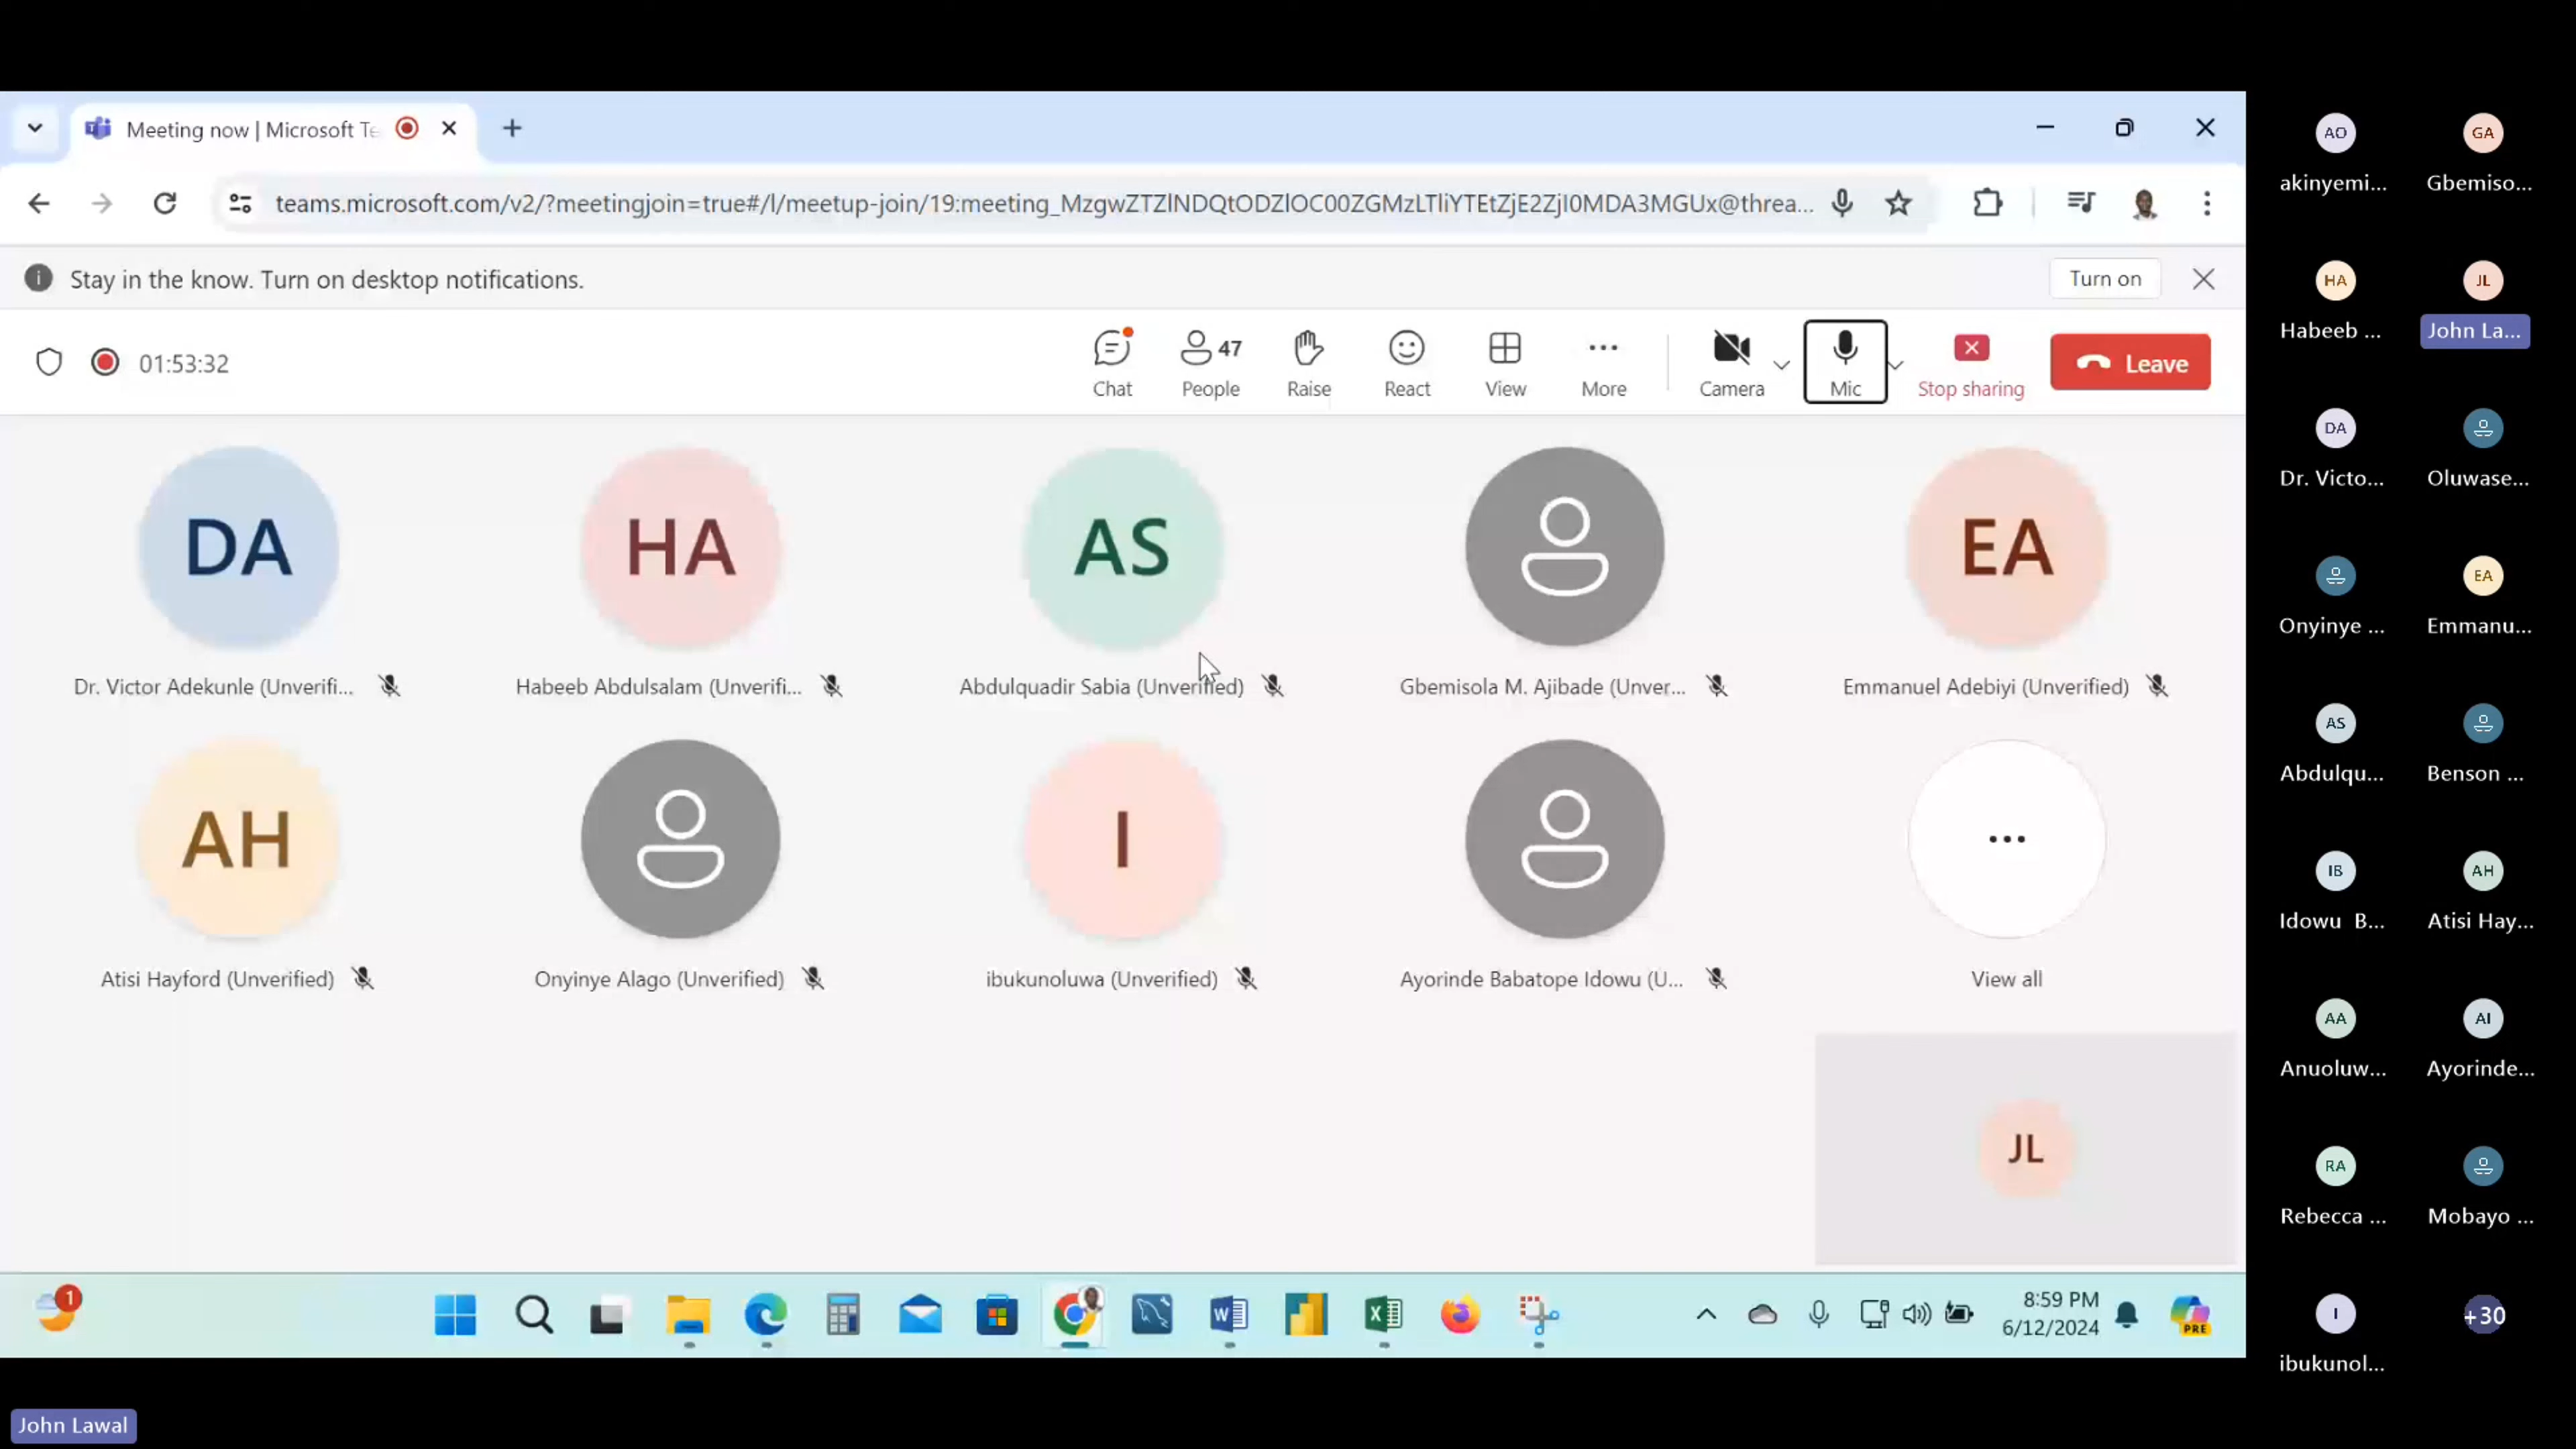 Meeting now | Microsoft Te
teams.microsoft.com/v2/?meetingjoin=true#/l/meetup-join/19:meeting_MzgwZTZlNDQtODZlOC00ZGMzLTliYTEtZjE2ZjI0MDA3MGUx@threa...
Stay in the know. Turn on desktop notifications.
Turn on
01:53:32
Chat
47
People
Raise
React
View
More
Camera
Mic
Stop sharing
Leave
DA
HA
AS
EA
Dr. Victor Adekunle (Unverifi...
Habeeb Abdulsalam (Unverifi...
Abdulquadir Sabia (Unverified)
Gbemisola M. Ajibade (Unver...
Emmanuel Adebiyi (Unverified)
AH
I
...
Atisi Hayford (Unverified)
Onyinye Alago (Unverified)
ibukunoluwa (Unverified)
Ayorinde Babatope Idowu (U...
View all
JL
1
PRE
8:59 PM
6/12/2024
John Lawal
AO
GA
akinyemi...
Gbemiso...
HA
JL
Habeeb ...
John La...
DA
Dr. Victo...
Oluwase...
EA
Onyinye ...
Emmanu...
AS
Abdulqu...
Benson ...
IB
AH
Idowu B...
Atisi Hay...
AA
AI
Anuoluw...
Ayorinde...
RA
Rebecca ...
Mobayo ...
I
+30
ibukunol...